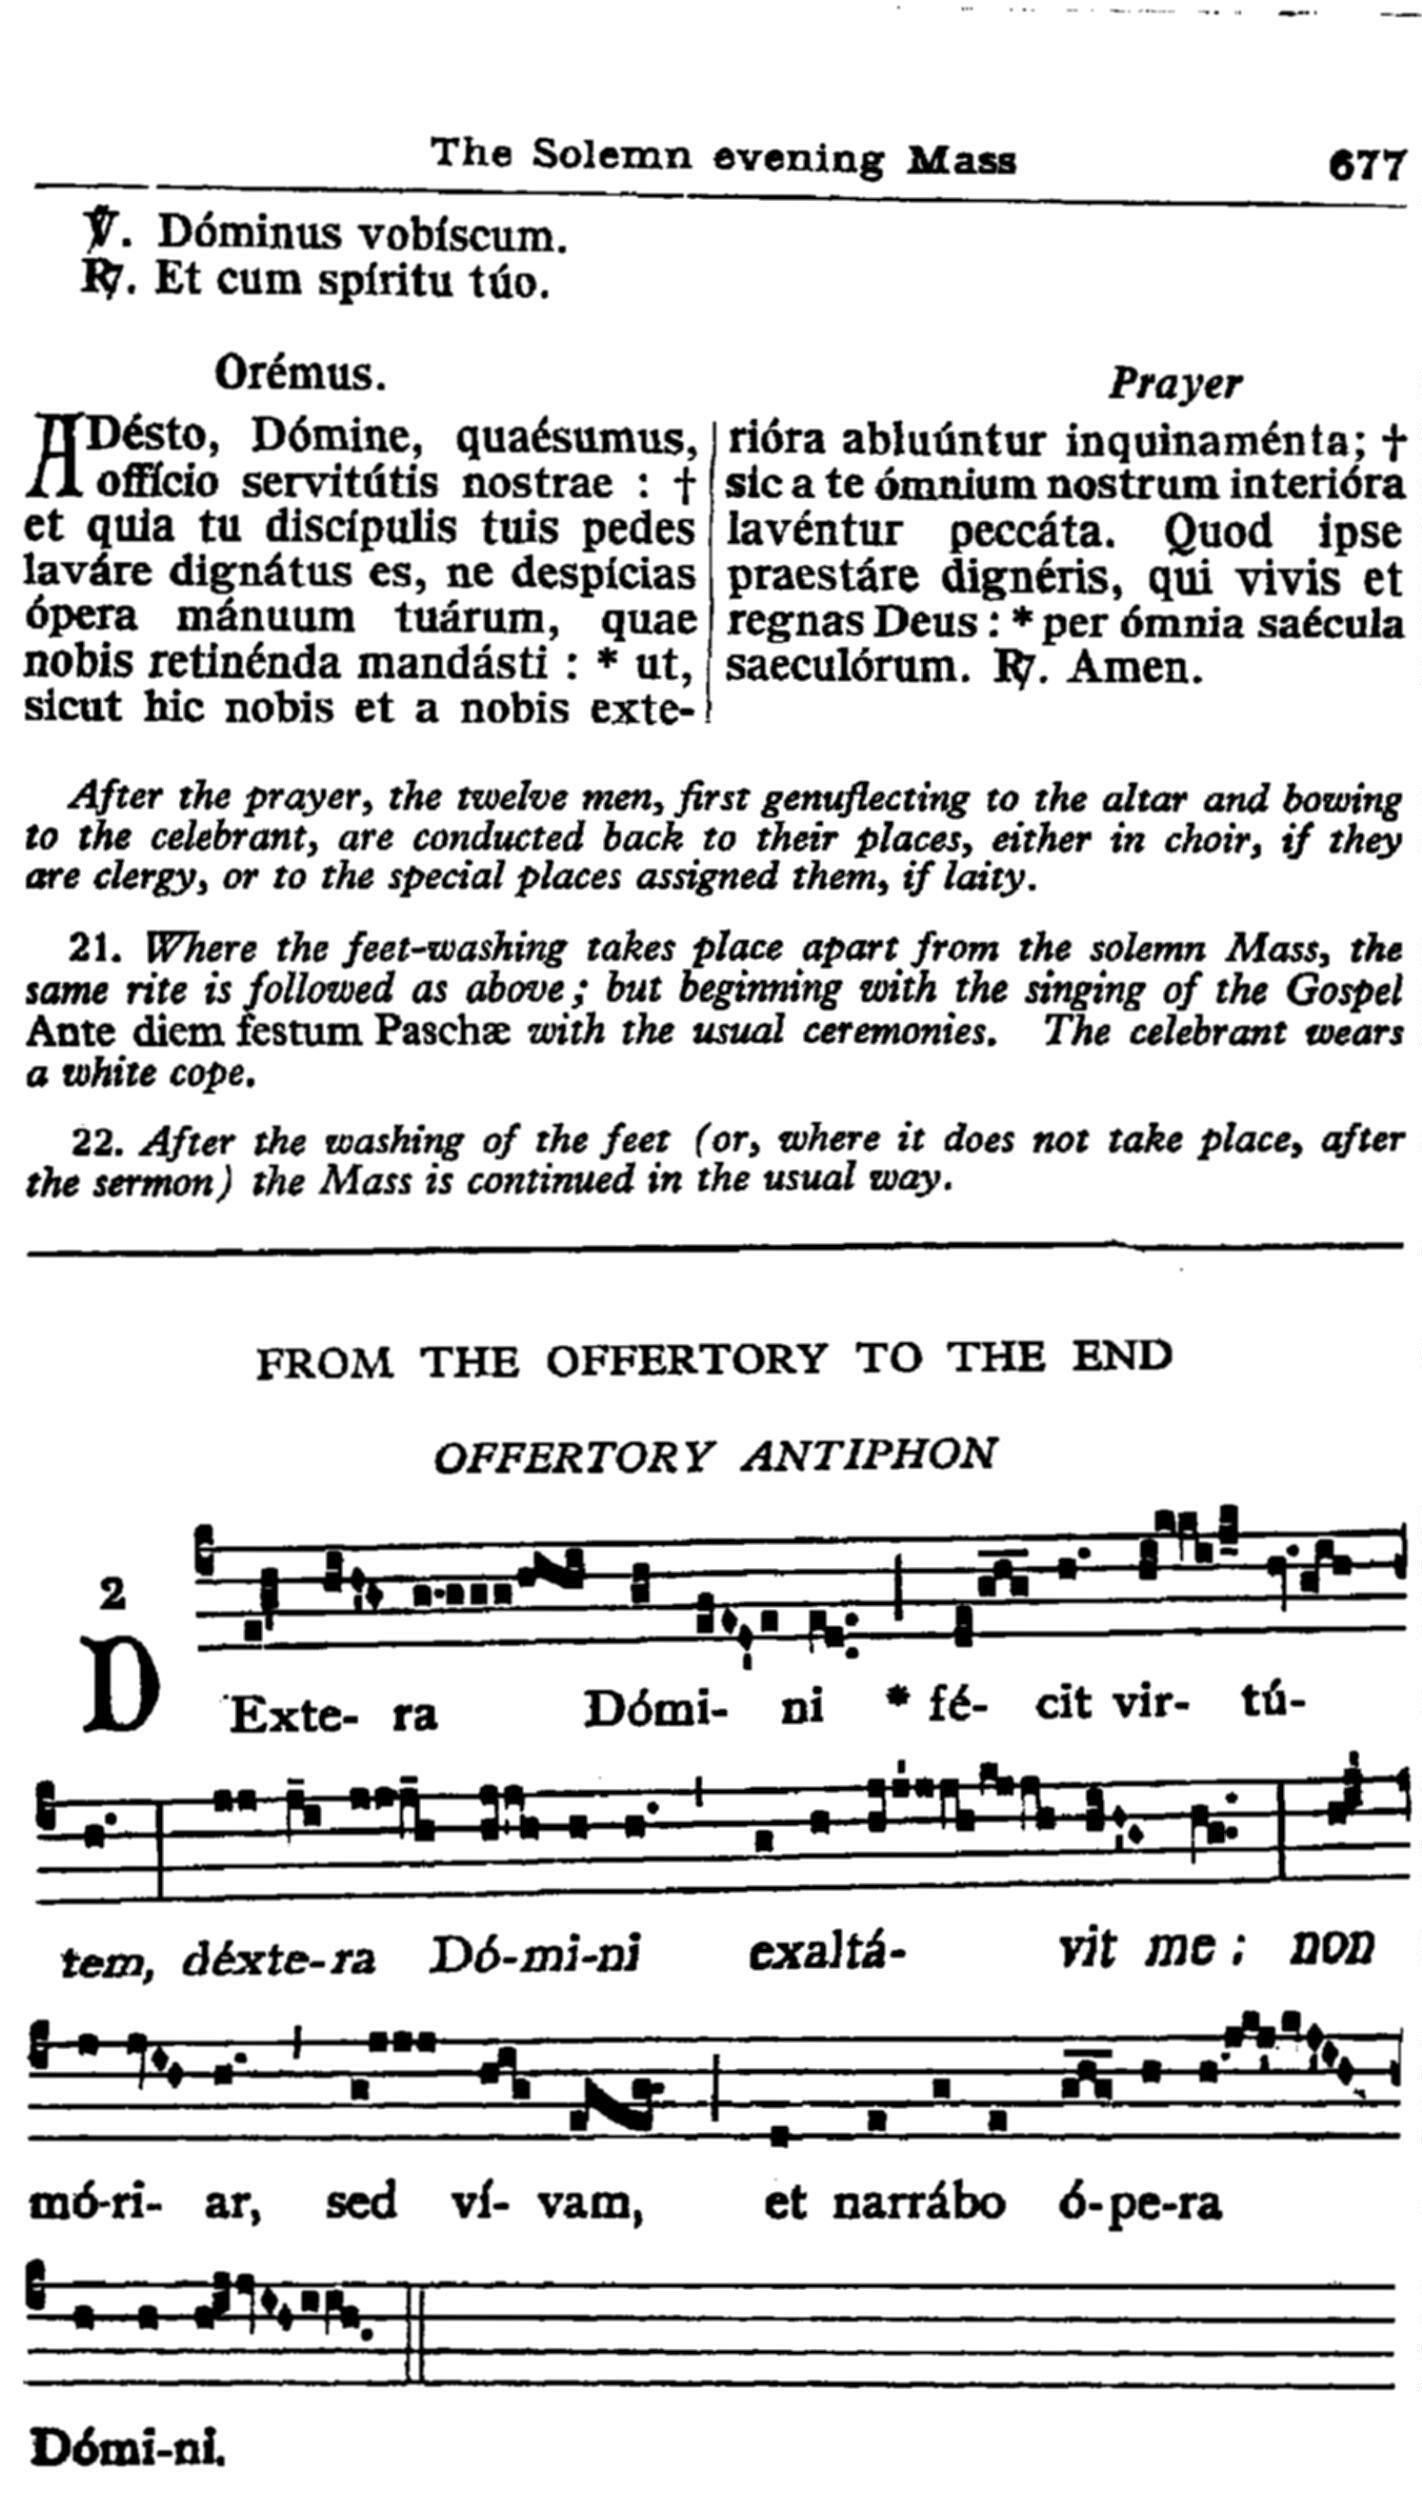 The Solemn evening Mass 677
℣. Dóminus vobíscum.
℟. Et cum spíritu túo.
Orémus.
Prayer
ADésto, Dómine, quaésumus,
offício servitútis nostrae : †
et quia tu discípulis tuis pedes
laváre dignátus es, ne despícias
ópera mánuum tuárum, quae
nobis retinénda mandásti : * ut,
sicut hic nobis et a nobis exte-
rióra abluúntur inquinaménta; †
sic a te ómnium nostrum interióra
lavéntur peccáta. Quod ipse
praestáre dignéris, qui vivis et
regnas Deus : * per ómnia saécula
saeculórum. ℟. Amen.
After the prayer, the twelve men, first genuflecting to the altar and bowing
to the celebrant, are conducted back to their places, either in choir, if they
are clergy, or to the special places assigned them, if laity.
21. Where the feet-washing takes place apart from the solemn Mass, the
same rite is followed as above; but beginning with the singing of the Gospel
Ante diem festum Paschæ with the usual ceremonies. The celebrant wears
a white cope.
22. After the washing of the feet (or, where it does not take place, after
the sermon) the Mass is continued in the usual way.
FROM THE OFFERTORY TO THE END
OFFERTORY ANTIPHON
2
DExte- ra Dómi- ni * fé- cit vir- tú-
tem, déxte-ra Dó-mi-ni exaltá- vit me : non
mó-ri- ar, sed ví- vam, et narrábo ó-pe-ra
Dómi-ni.